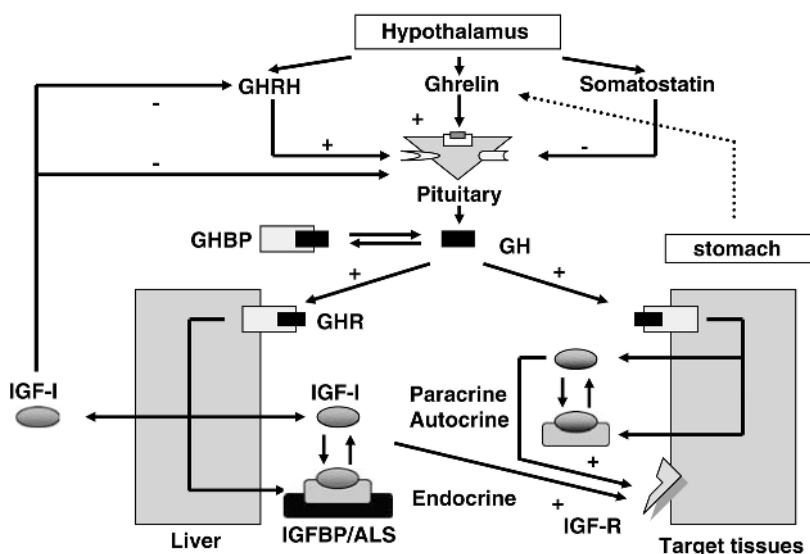 Hypothalamus
GHRH
Ghrelin
Somatostatin
-
+
+
-
-
Pituitary
GHBP
GH
stomach
+
+
GHR
IGF-I
IGF-I
Paracrine
Autocrine
+
Endocrine
+
IGF-R
Liver
IGFBP/ALS
Target tissues